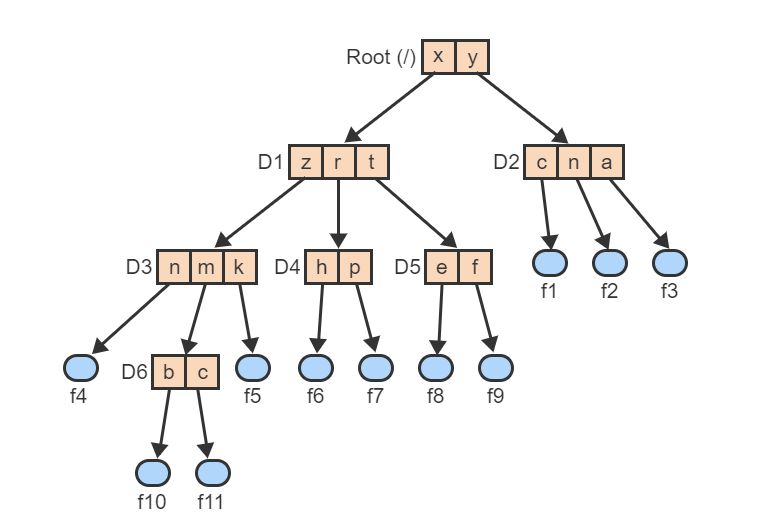 Root (/) x y
D1 z r t D2 c n a
D3 n m k D4 h p D5 e f
f1 f2 f3
D6 b c
f4 f5 f6 f7 f8 f9
f10 f11